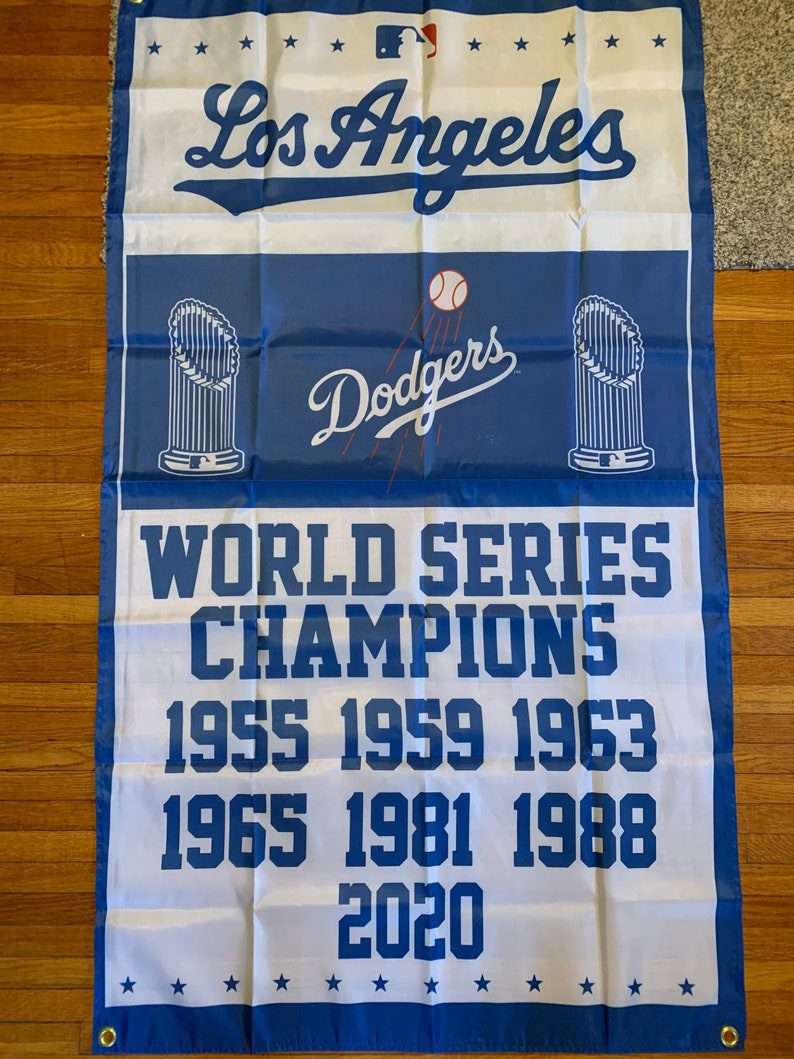 Los Angeles
Dodgers
WORLD SERIES
CHAMPIONS
1955 1959 1963
1965 1981 1988
2020